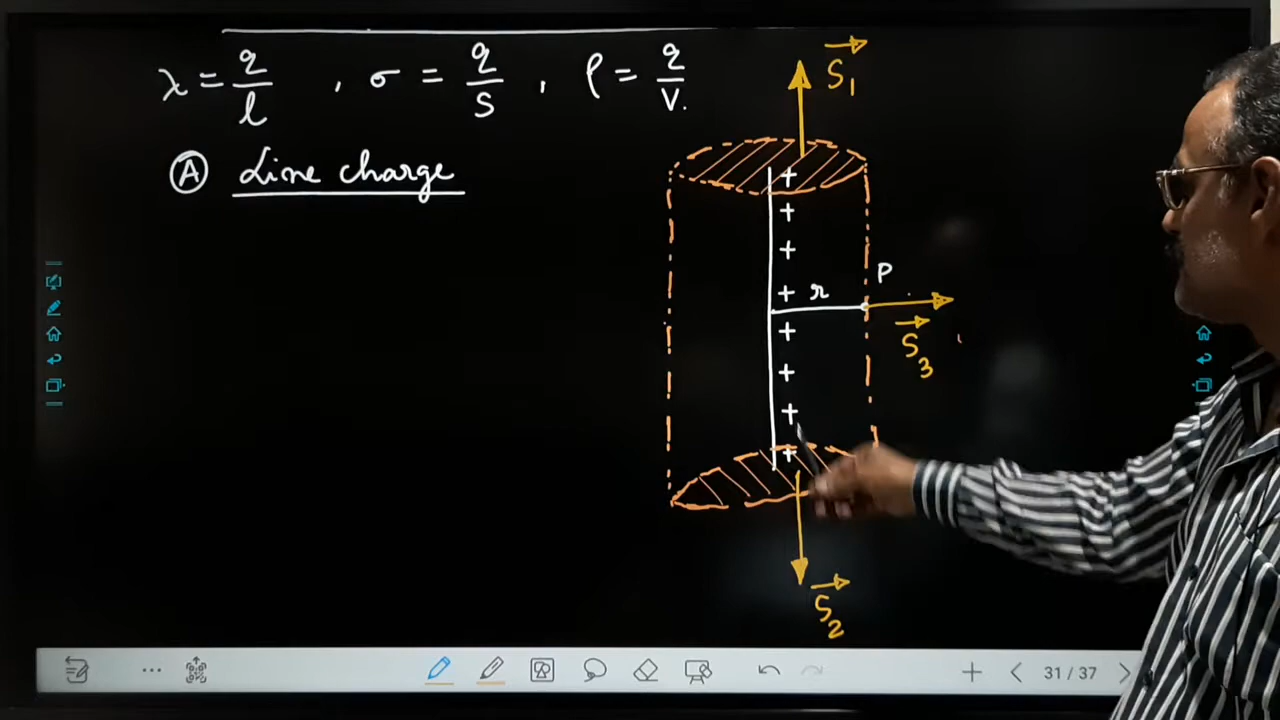 λ = q/l , σ = q/s , ρ = q/v.
S₁
Ⓐ Line charge
+
+
+
P
+ r
S₃
+
+
+
+
S₂
31 / 37